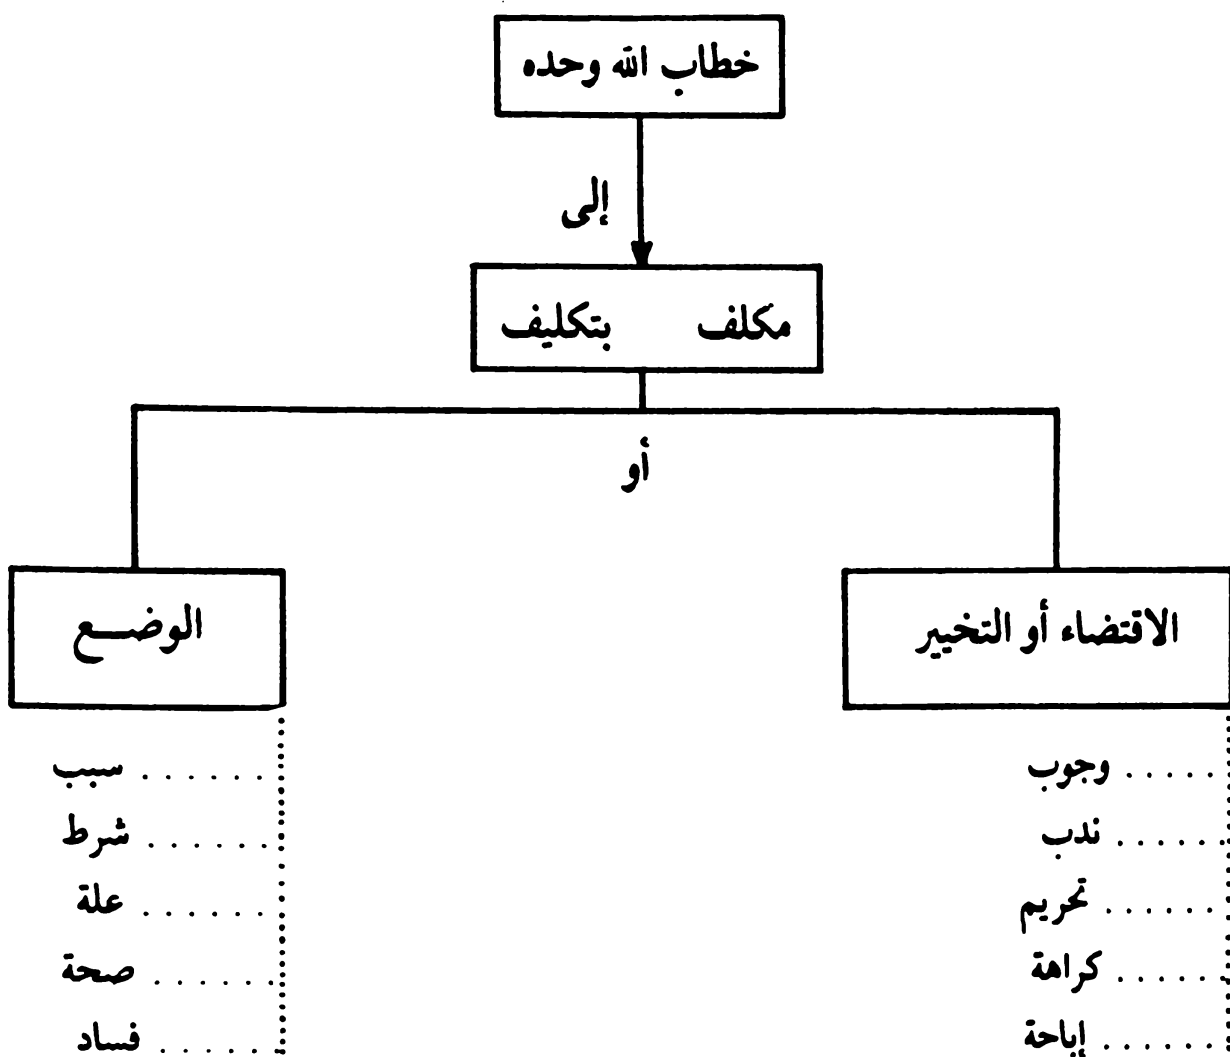 خطاب الله وحده
إلى
مكلف بتكليف
أو
الاقتضاء أو التخيير
وجوب
ندب
تحريم
كراهة
إباحة
الوضع
سبب
شرط
علة
صحة
فساد